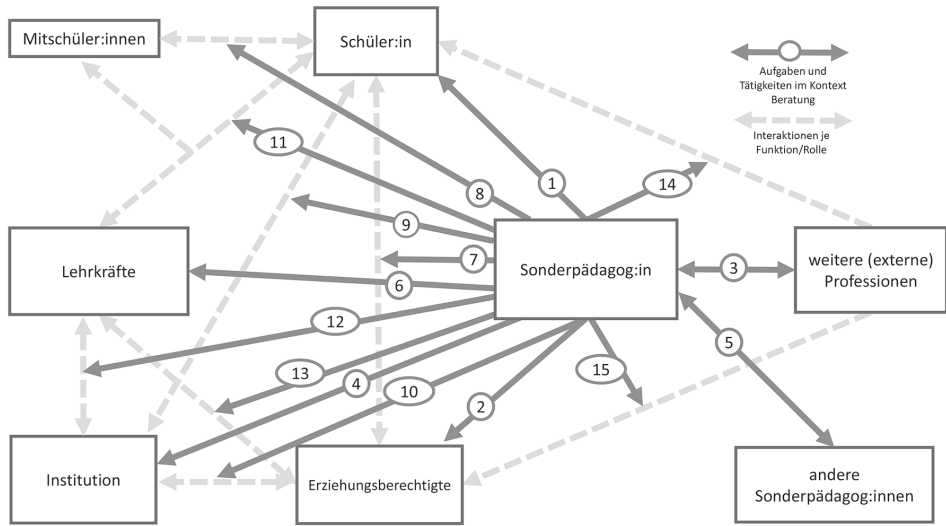 Mitschüler:innen
Schüler:in
Aufgaben und
Tätigkeiten im Kontext
Beratung
Interaktionen je
Funktion/Rolle
11
8
1
14
9
7
3
6
12
5
13
4
10
2
15
Lehrkräfte
Sonderpädagog:in
weitere (externe)
Professionen
Institution
Erziehungsberechtigte
andere
Sonderpädagog:innen